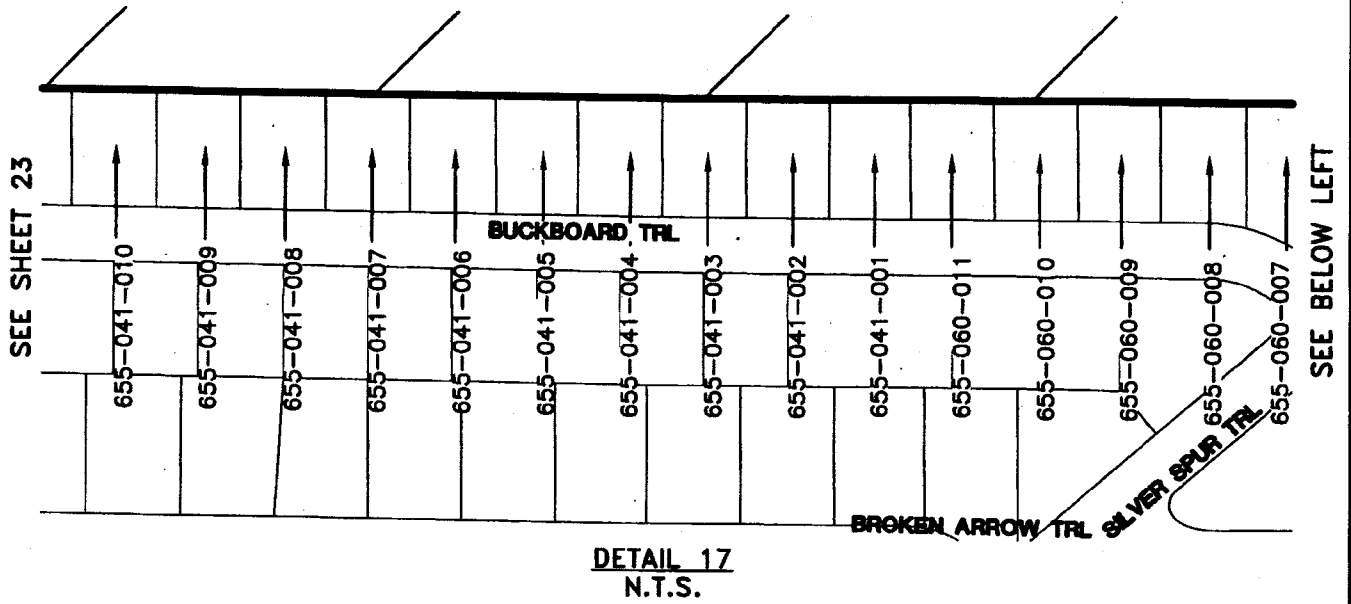 SEE SHEET 23
BUCKBOARD TRL
655-041-010
655-041-009
655-041-008
655-041-007
655-041-006
655-041-005
655-041-004
655-041-003
655-041-002
655-041-001
655-060-011
655-060-010
655-060-009
655-060-008
655-060-007
SEE BELOW LEFT
BROKEN ARROW TRL
SILVER SPUR TRL
DETAIL 17
N.T.S.